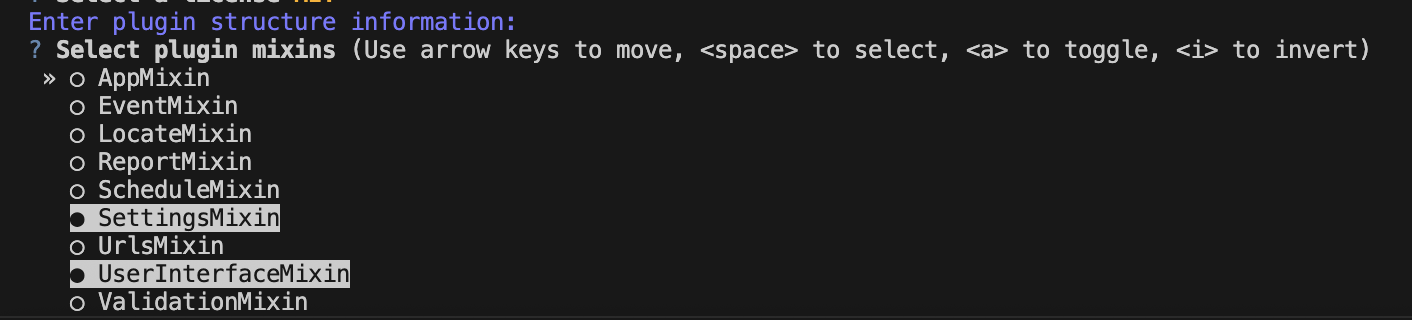 Enter plugin structure information:
? Select plugin mixins (Use arrow keys to move, <space> to select, <a> to toggle, <i> to invert)
» ○ AppMixin
○ EventMixin
○ LocateMixin
○ ReportMixin
○ ScheduleMixin
● SettingsMixin
○ UrlsMixin
● UserInterfaceMixin
○ ValidationMixin